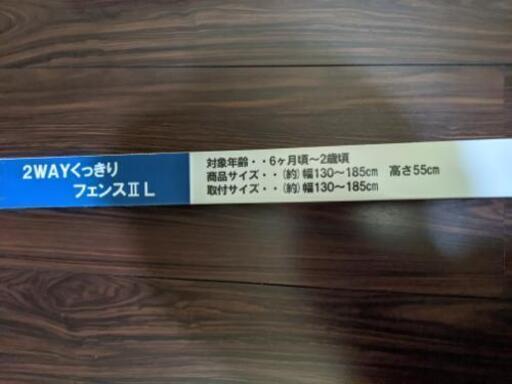 2WAYくっきり
フェンスⅡ L
対象年齢・・6ヶ月頃～2歳頃
商品サイズ・・(約)幅130～185cm 高さ55cm
取付サイズ・・(約)幅130～185cm